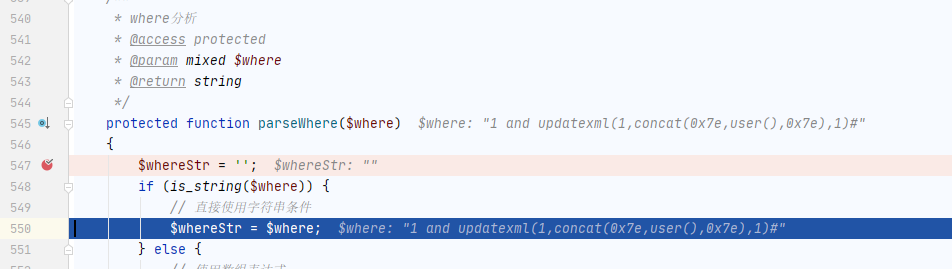 540 * where分析
541 * @access protected
542 * @param mixed $where
543 * @return string
544 */
545 protected function parseWhere($where) $where: "1 and updatexml(1,concat(0x7e,user(),0x7e),1)#"
546 {
547 $whereStr = ''; $whereStr: ""
548 if (is_string($where)) {
549 // 直接使用字符串条件
550 $whereStr = $where; $where: "1 and updatexml(1,concat(0x7e,user(),0x7e),1)#"
551 } else {